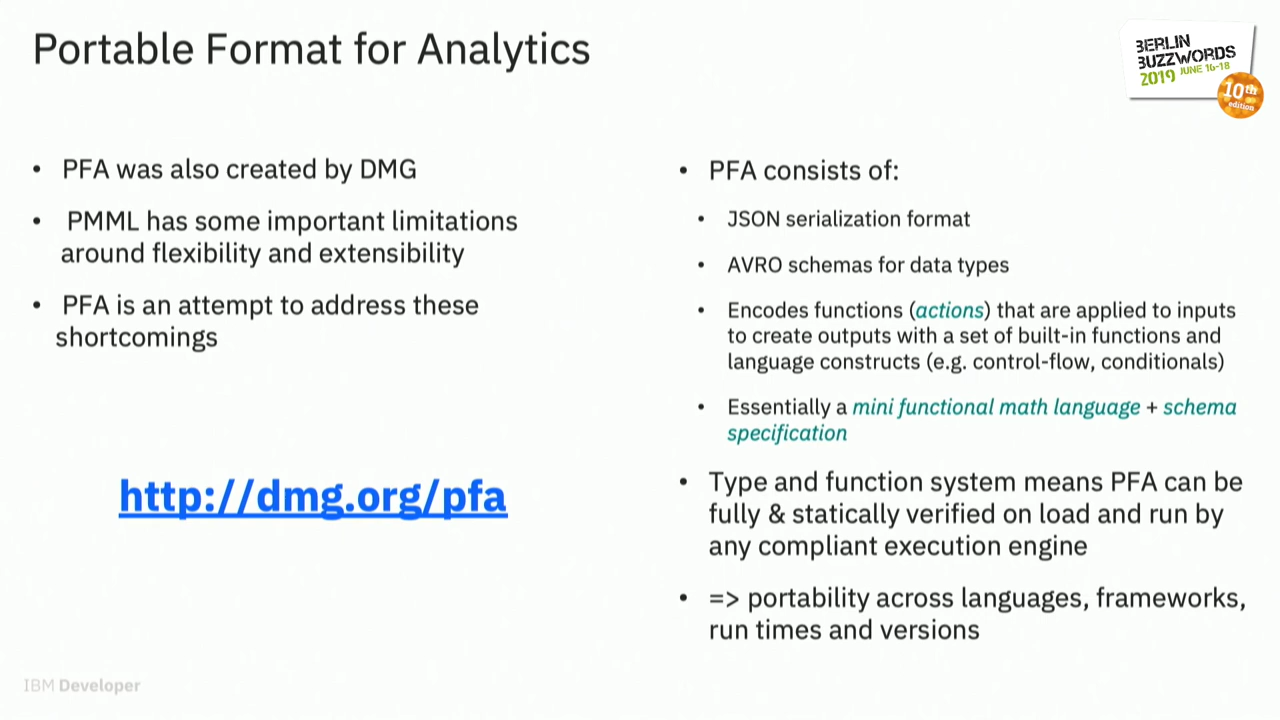 Portable Format for Analytics
BERLIN
BUZZWORDS
2019 JUNE 16-18
10th
edition
• PFA was also created by DMG
• PMML has some important limitations
around flexibility and extensibility
• PFA is an attempt to address these
shortcomings
http://dmg.org/pfa
• PFA consists of:
• JSON serialization format
• AVRO schemas for data types
• Encodes functions (actions) that are applied to inputs
to create outputs with a set of built-in functions and
language constructs (e.g. control-flow, conditionals)
• Essentially a mini functional math language + schema
specification
• Type and function system means PFA can be
fully & statically verified on load and run by
any compliant execution engine
• => portability across languages, frameworks,
run times and versions
IBM Developer